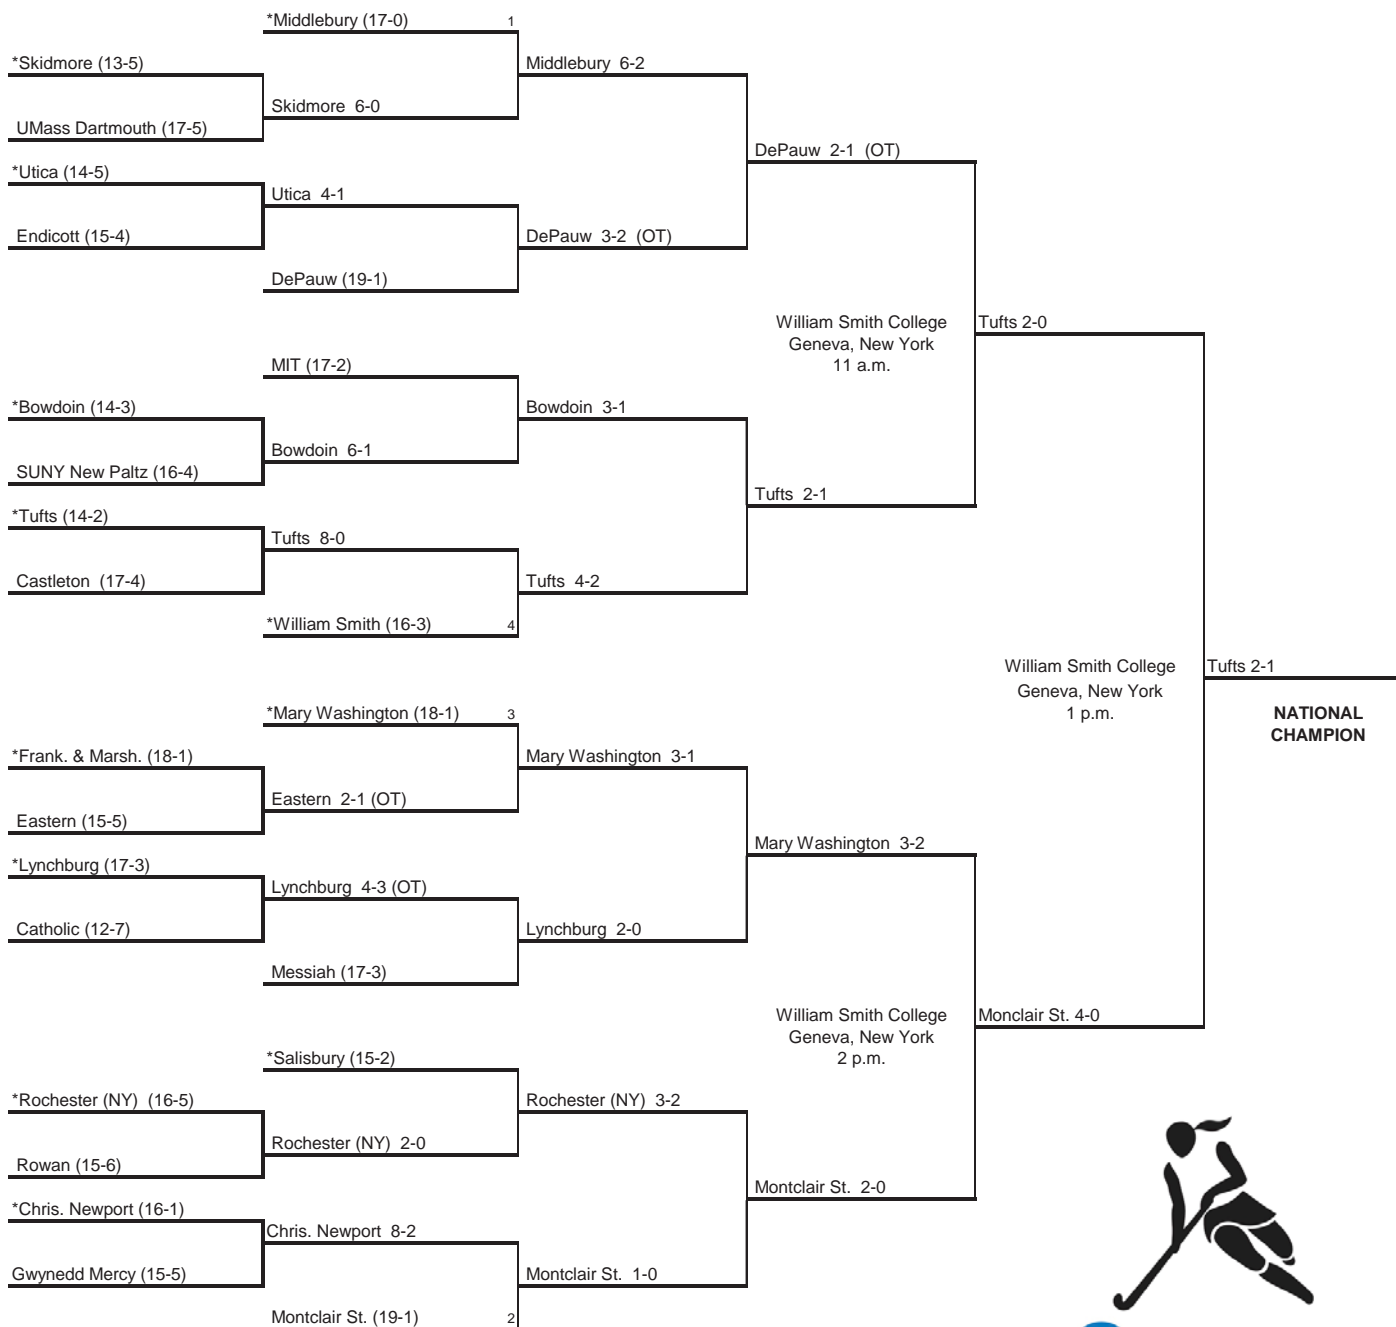 *Middlebury (17-0) 1
*Skidmore (13-5)
Middlebury 6-2
Skidmore 6-0
UMass Dartmouth (17-5)
DePauw 2-1 (OT)
*Utica (14-5)
Utica 4-1
Endicott (15-4)
DePauw 3-2 (OT)
DePauw (19-1)
William Smith College
Geneva, New York
11 a.m.
Tufts 2-0
MIT (17-2)
*Bowdoin (14-3)
Bowdoin 3-1
Bowdoin 6-1
SUNY New Paltz (16-4)
Tufts 2-1
*Tufts (14-2)
Tufts 8-0
Castleton (17-4)
Tufts 4-2
*William Smith (16-3) 4
William Smith College
Geneva, New York
1 p.m.
Tufts 2-1
NATIONAL
CHAMPION
*Mary Washington (18-1) 3
*Frank. & Marsh. (18-1)
Mary Washington 3-1
Eastern 2-1 (OT)
Eastern (15-5)
Mary Washington 3-2
*Lynchburg (17-3)
Lynchburg 4-3 (OT)
Catholic (12-7)
Lynchburg 2-0
Messiah (17-3)
William Smith College
Geneva, New York
2 p.m.
Monclair St. 4-0
*Salisbury (15-2)
*Rochester (NY) (16-5)
Rochester (NY) 3-2
Rochester (NY) 2-0
Rowan (15-6)
Montclair St. 2-0
*Chris. Newport (16-1)
Chris. Newport 8-2
Gwynedd Mercy (15-5)
Montclair St. 1-0
Montclair St. (19-1) 2